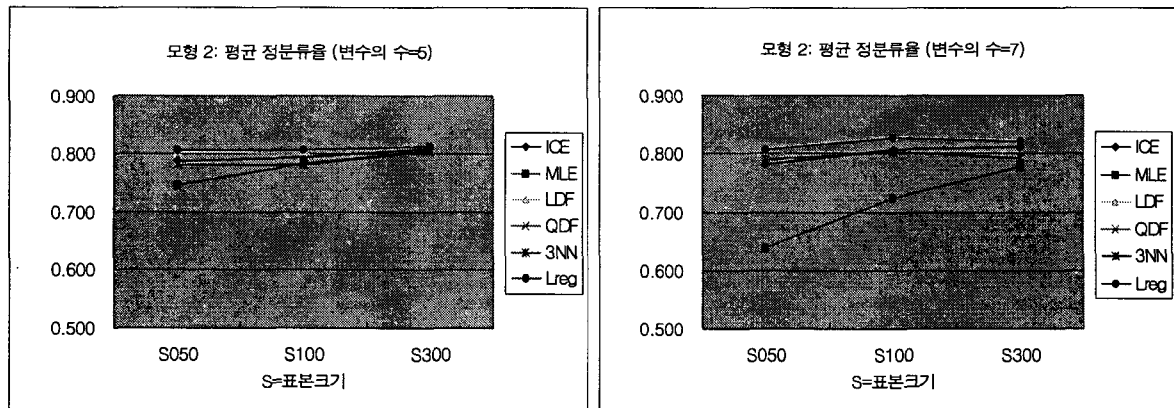 모형 2: 평균 정분류율 (변수의 수=5)
0.900
0.800
0.700
0.600
0.500
S050 S100 S300
S=표본크기
ICE
MLE
LDF
QDF
3NN
Lreg
모형 2: 평균 정분류율 (변수의 수=7)
0.900
0.800
0.700
0.600
0.500
S050 S100 S300
S=표본크기
ICE
MLE
LDF
QDF
3NN
Lreg